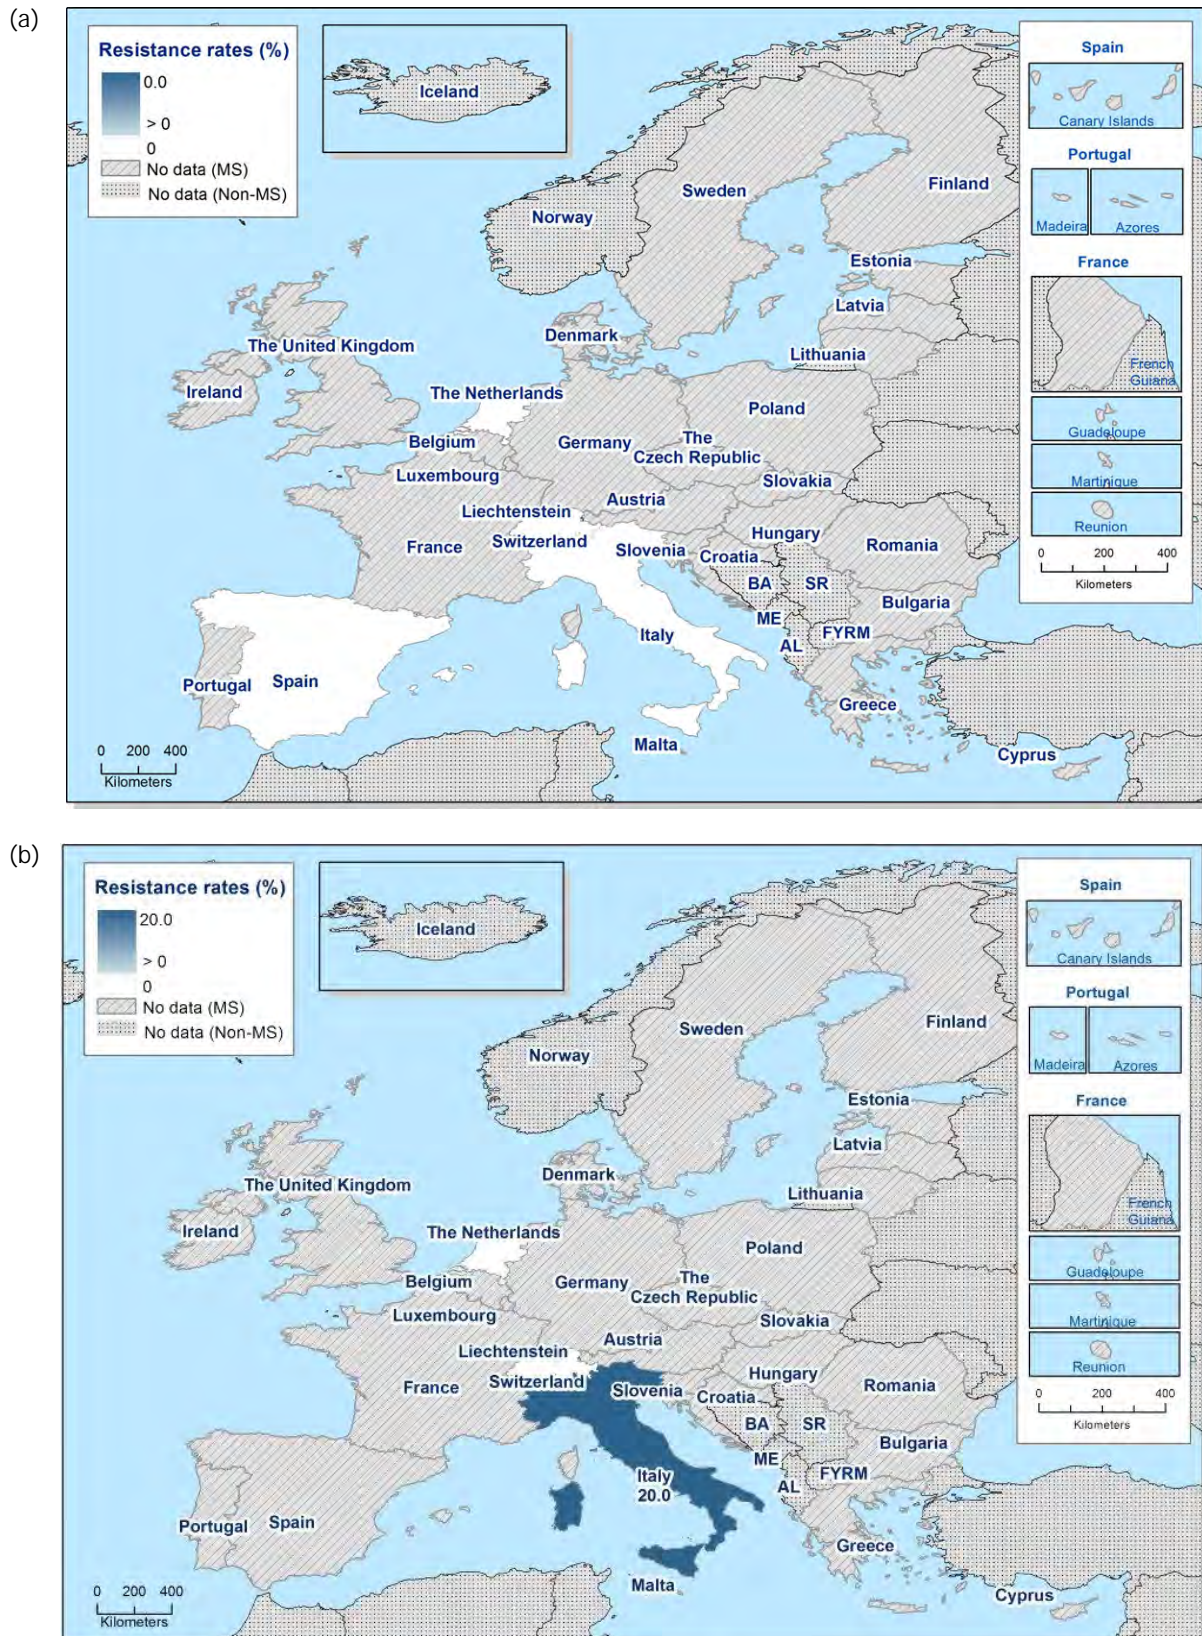 (a)
Resistance rates (%)
0.0
> 0
0
No data (MS)
No data (Non-MS)
Iceland
Spain
Canary Islands
Portugal
Madeira
Azores
France
French
Guiana
Guadeloupe
Martinique
Reunion
0 200 400
Kilometers
Sweden
Finland
Norway
Estonia
Latvia
Denmark
Lithuania
The United Kingdom
Ireland
The Netherlands
Poland
Belgium
Germany
The
Czech Republic
Luxembourg
Slovakia
Austria
Liechtenstein
Hungary
Switzerland
Slovenia
Romania
France
Croatia
BA
SR
Bulgaria
ME
FYRM
Italy
AL
Portugal
Spain
Greece
Malta
Cyprus
0 200 400
Kilometers
(b)
Resistance rates (%)
20.0
> 0
0
No data (MS)
No data (Non-MS)
Iceland
Spain
Canary Islands
Portugal
Madeira
Azores
France
French
Guiana
Guadeloupe
Martinique
Reunion
0 200 400
Kilometers
Sweden
Finland
Norway
Estonia
Latvia
Denmark
Lithuania
The United Kingdom
Ireland
The Netherlands
Poland
Belgium
Germany
The
Czech Republic
Luxembourg
Slovakia
Austria
Liechtenstein
Hungary
Switzerland
Slovenia
Romania
France
Croatia
BA
SR
Bulgaria
ME
FYRM
Italy
20.0
AL
Portugal
Spain
Greece
Malta
Cyprus
0 200 400
Kilometers